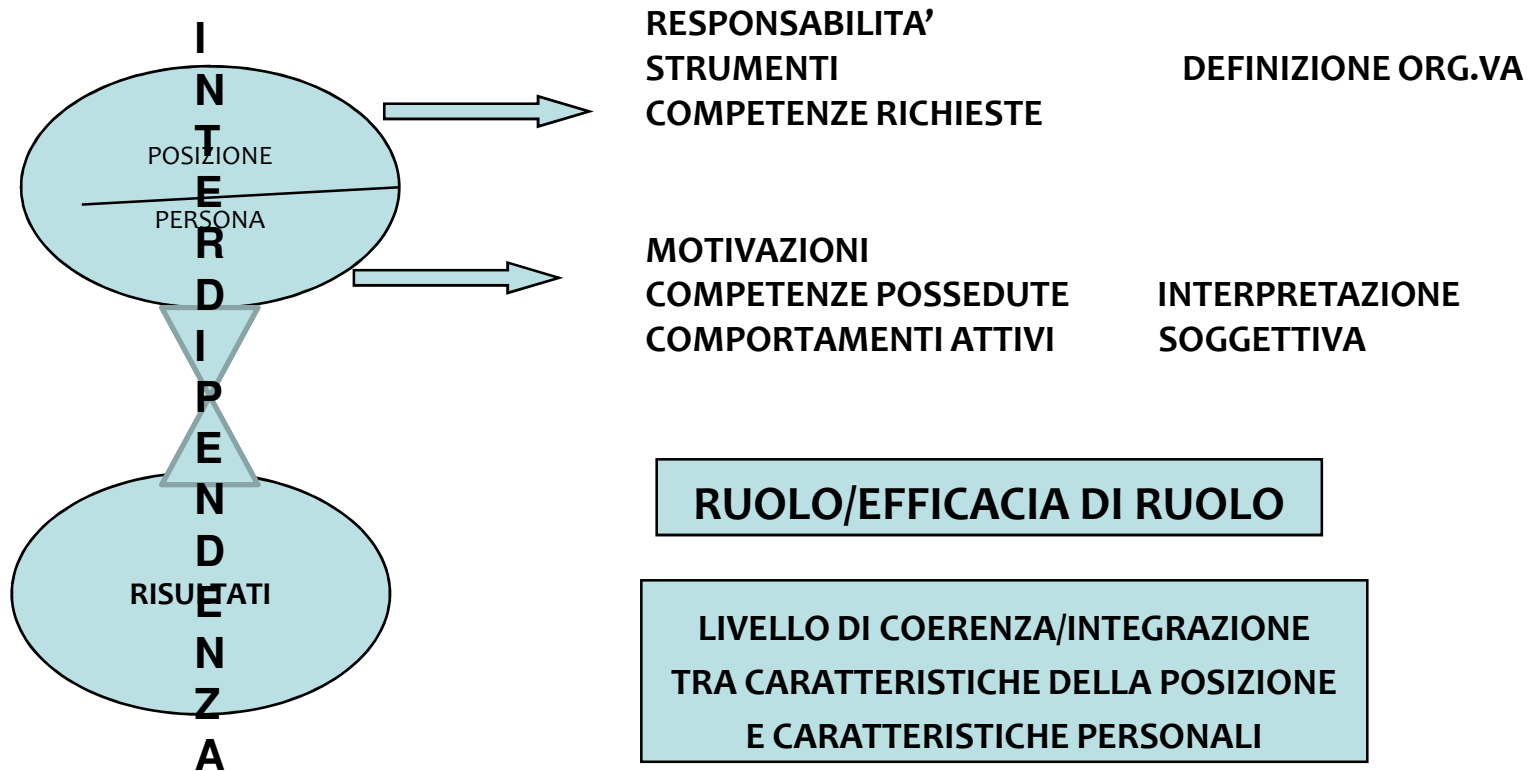 INTERDIPENDENZA
POSIZIONE
PERSONA
RISULTATI
RESPONSABILITA’
STRUMENTI DEFINIZIONE ORG.VA
COMPETENZE RICHIESTE
MOTIVAZIONI
COMPETENZE POSSEDUTE INTERPRETAZIONE
COMPORTAMENTI ATTIVI SOGGETTIVA
RUOLO/EFFICACIA DI RUOLO
LIVELLO DI COERENZA/INTEGRAZIONE
TRA CARATTERISTICHE DELLA POSIZIONE
E CARATTERISTICHE PERSONALI